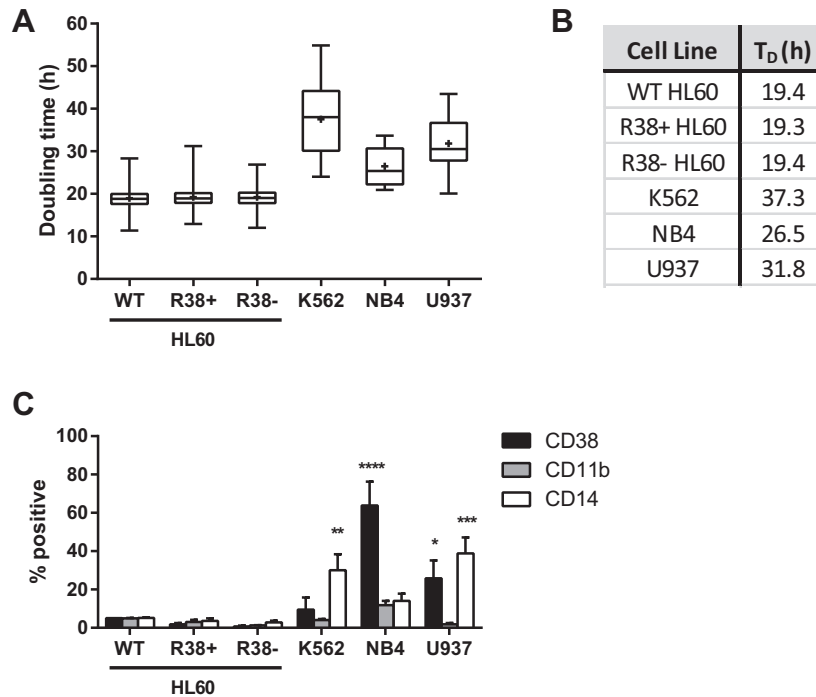 A
Doubling time (h)
60
50
40
30
20
10
0
WT R38+ R38- K562 NB4 U937
HL60
B
Cell Line T_D (h)
WT HL60 19.4
R38+ HL60 19.3
R38- HL60 19.4
K562 37.3
NB4 26.5
U937 31.8
C
% positive
100
80
60
40
20
0
**
****
*
***
WT R38+ R38- K562 NB4 U937
HL60
CD38
CD11b
CD14